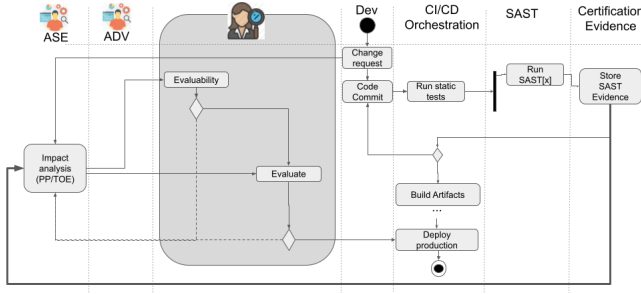 ASE
ADV
Dev
CI/CD
Orchestration
SAST
Certification
Evidence
Change
request
Evaluability
Code
Commit
Run static
tests
Run
SAST[x]
Store
SAST
Evidence
Impact
analysis
(PP/TOE)
Evaluate
Build Artifacts
...
Deploy
production